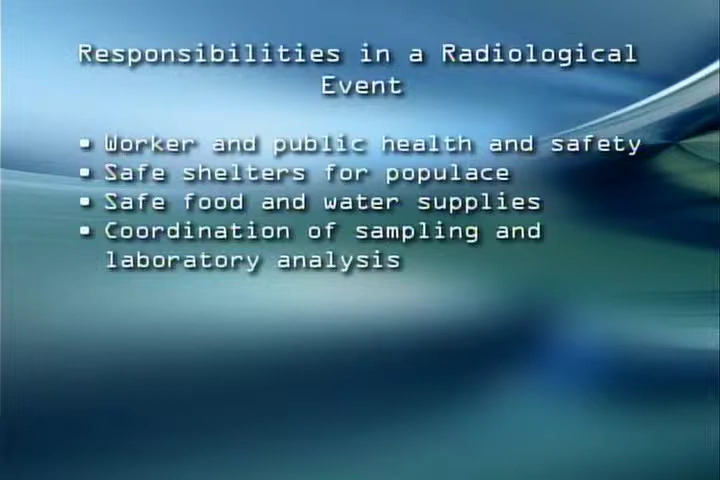 Responsibilities in a Radiological
Event
• Worker and public health and safety
• Safe shelters for populace
• Safe food and water supplies
• Coordination of sampling and
laboratory analysis